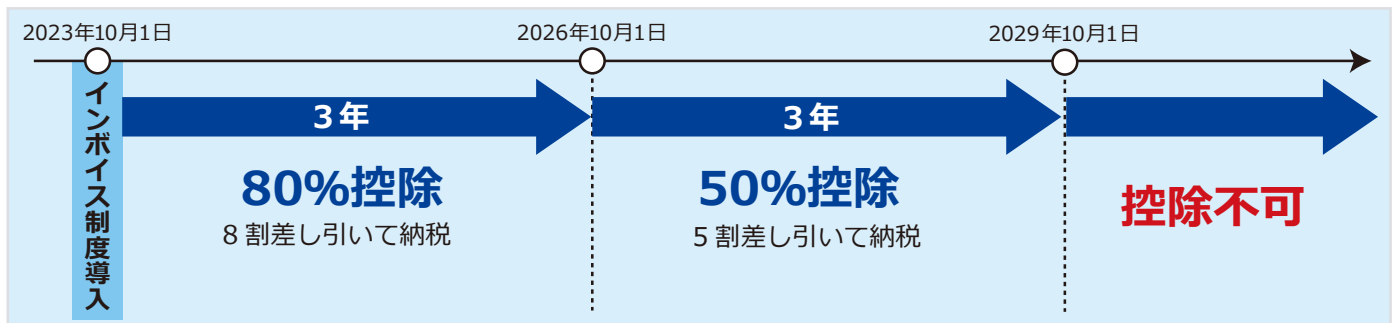 2023年10月1日
2026年10月1日
2029年10月1日
インボイス制度導入
3年
3年
80%控除
8割差し引いて納税
50%控除
5割差し引いて納税
控除不可